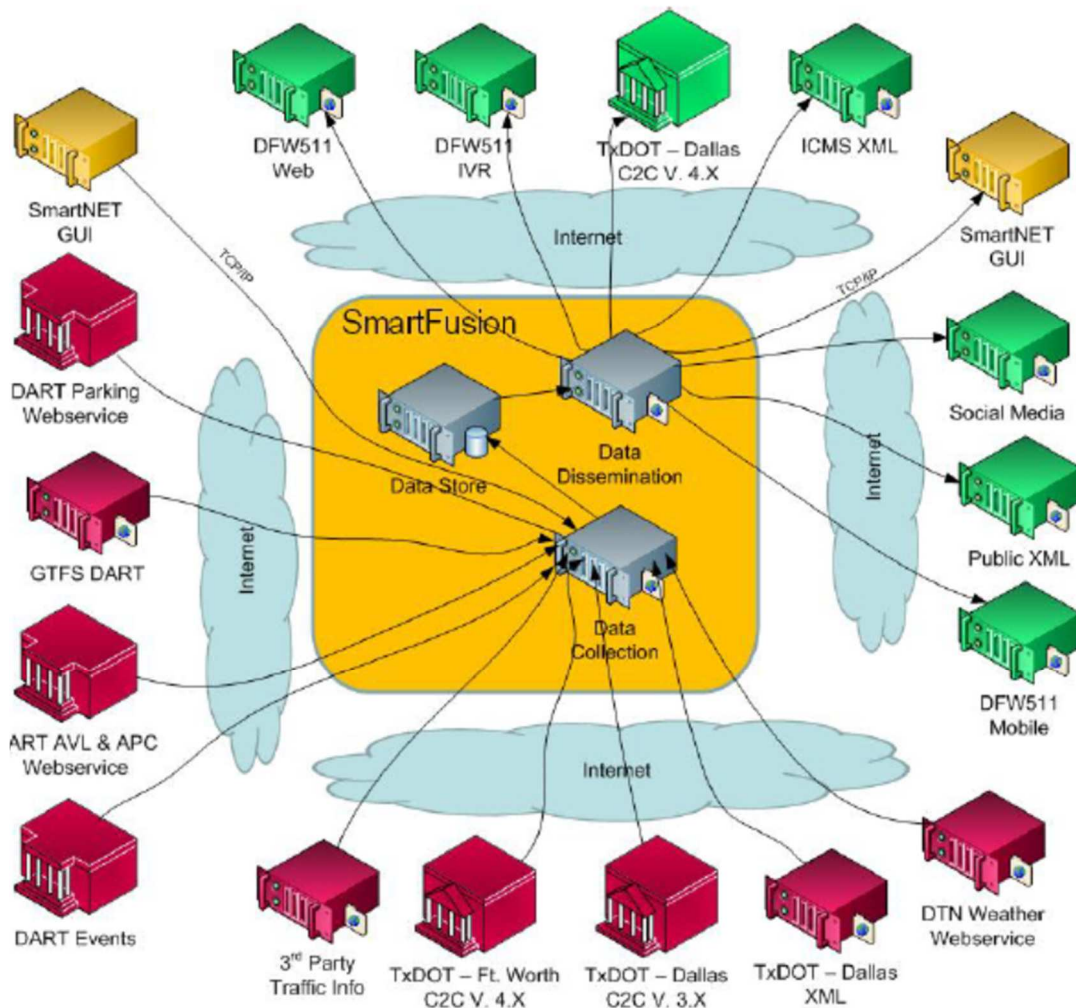 DFW511
Web
DFW511
IVR
TxDOT – Dallas
C2C V. 4.X
ICMS XML
SmartNET
GUI
SmartNET
GUI
Internet
TCP/IP
TCP/IP
SmartFusion
DART Parking
Webservice
Data Store
Data
Dissemination
Social Media
Internet
Internet
GTFS DART
Public XML
Data
Collection
ART AVL & APC
Webservice
DFW511
Mobile
Internet
DART Events
3rd Party
Traffic Info
TxDOT – Ft. Worth
C2C V. 4.X
TxDOT – Dallas
C2C V. 3.X
TxDOT – Dallas
XML
DTN Weather
Webservice